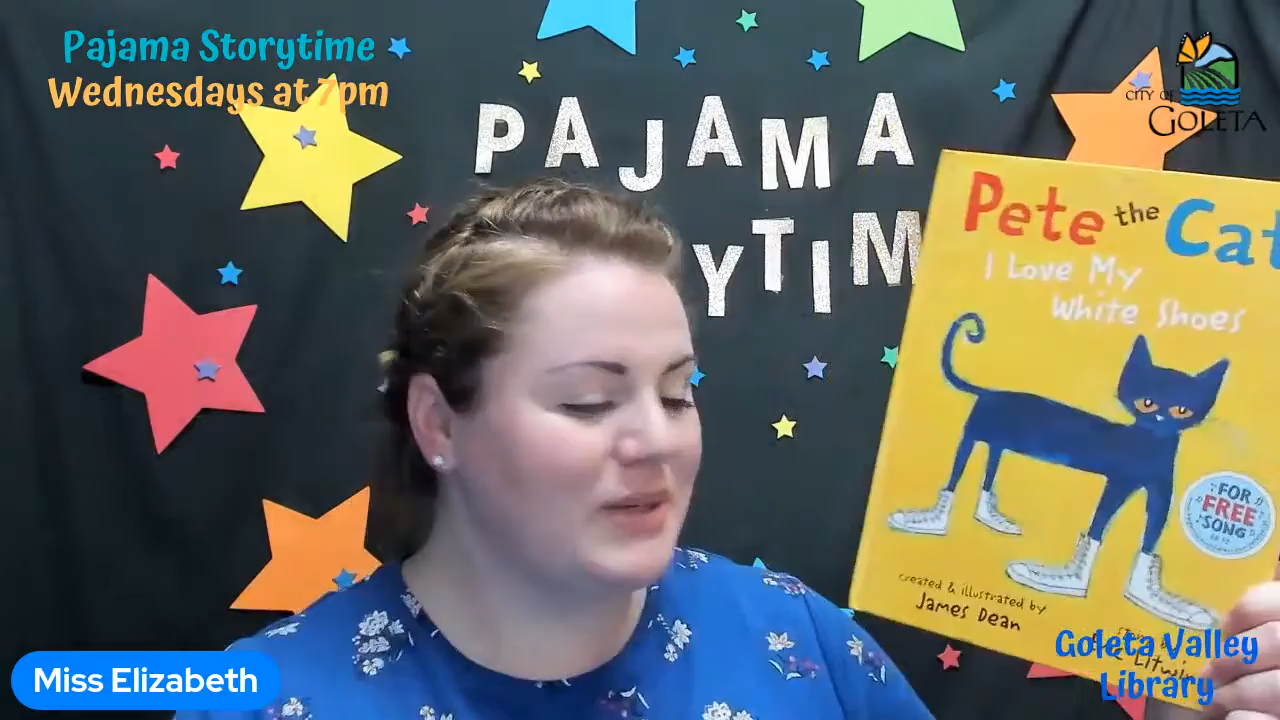 Pajama Storytime
Wednesdays at 7pm
CITY OF
GOLETA
PAJAMA
YTIM
Pete the Cat
I Love My
White Shoes
FOR
FREE
SONG
created & illustrated by
James Dean
Litwin
Goleta Valley
Library
Miss Elizabeth